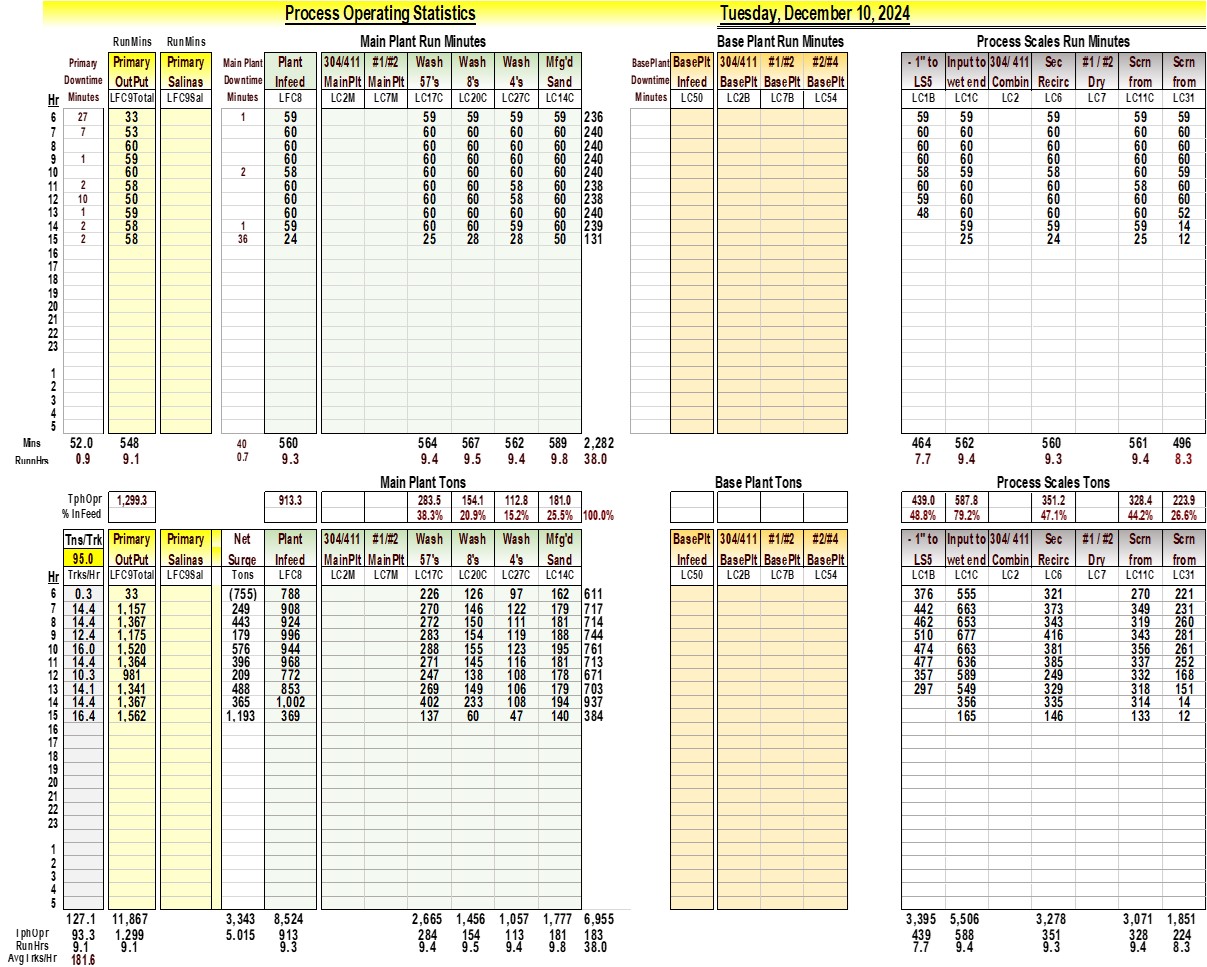 Process Operating Statistics Tuesday, December 10, 2024
RunMins RunMins Main Plant Run Minutes Base Plant Run Minutes Process Scales Run Minutes
Primary Primary Primary Main Plant Plant 304/411 #1/#2 Wash Wash Wash Mfg'd BasePlant BasePlt 304/411 #1/#2 #2/#4 - 1" to Input to 304/ 411 Sec #1 / #2 Scrn Scrn
Downtime OutPut Salinas Downtime Infeed MainPlt MainPlt 57's 8's 4's Sand Downtime Infeed BasePlt BasePlt BasePlt LS5 wet end Combin Recirc Dry from from
Hr Minutes LFC9Total LFC9Sal Minutes LFC8 LC2M LC7M LC17C LC20C LC27C LC14C Minutes LC50 LC2B LC7B LC54 LC1B LC1C LC2 LC6 LC7 LC11C LC31
6 27 33 1 59 59 59 59 59 236 59 59 59 59 59
7 7 53 60 60 60 60 60 240 60 60 60 60 60
8 60 60 60 60 60 60 240 60 60 60 60 60
9 1 59 60 60 60 60 60 240 60 60 60 60 60
10 60 2 58 60 60 60 60 240 58 59 58 60 60
11 2 58 60 60 60 58 60 238 60 60 60 58 60
12 10 50 60 60 60 58 60 238 59 60 60 60 59
13 1 59 60 60 60 60 60 240 48 60 60 60 52
14 2 58 1 59 60 60 59 60 239 59 59 59 14
15 2 58 36 24 25 28 28 50 131 25 24 25 12
16
17
18
19
20
21
22
23
1
2
3
4
5
Mins 52.0 548 40 560 564 567 562 589 2,282 464 562 560 561 496
RunnHrs 0.9 9.1 0.7 9.3 9.4 9.5 9.4 9.8 38.0 7.7 9.4 9.3 9.4 8.3
Main Plant Tons Base Plant Tons Process Scales Tons
TphOpr 1,299.3 913.3 283.5 154.1 112.8 181.0 439.0 587.8 351.2 328.4 223.9
% InFeed 38.3% 20.9% 15.2% 25.5% 100.0% 48.8% 79.2% 47.1% 44.2% 26.6%
Tns/Trk Primary Primary Net Plant 304/411 #1/#2 Wash Wash Wash Mfg'd BasePlt 304/411 #1/#2 #2/#4 - 1" to Input to 304/ 411 Sec #1 / #2 Scrn Scrn
95.0 OutPut Salinas Surge Infeed MainPlt MainPlt 57's 8's 4's Sand Infeed BasePlt BasePlt BasePlt LS5 wet end Combin Recirc Dry from from
Hr Trks/Hr LFC9Total LFC9Sal Tons LFC8 LC2M LC7M LC17C LC20C LC27C LC14C LC50 LC2B LC7B LC54 LC1B LC1C LC2 LC6 LC7 LC11C LC31
6 0.3 33 (755) 788 226 126 97 162 611 376 555 321 270 221
7 14.4 1,157 249 908 270 146 122 179 717 442 663 373 349 231
8 14.4 1,367 443 924 272 150 111 181 714 462 653 343 319 260
9 12.4 1,175 179 996 283 154 119 188 744 510 677 416 343 281
10 16.0 1,520 576 944 288 155 123 195 761 474 663 381 356 261
11 14.4 1,364 396 968 271 145 116 181 713 477 636 385 337 252
12 10.3 981 209 772 247 138 108 178 671 357 589 249 332 168
13 14.1 1,341 488 853 269 149 106 179 703 297 549 329 318 151
14 14.4 1,367 365 1,002 402 233 108 194 937 356 335 314 14
15 16.4 1,562 1,193 369 137 60 47 140 384 165 146 133 12
16
17
18
19
20
21
22
23
1
2
3
4
5
127.1 11,867 3,343 8,524 2,665 1,456 1,057 1,777 6,955 3,395 5,506 3,278 3,071 1,851
TphOpr 93.3 1,299 5.015 913 284 154 113 181 183 439 588 351 328 224
RunHrs 9.1 9.1 9.3 9.4 9.5 9.4 9.8 38.0 7.7 9.4 9.3 9.4 8.3
AvgTrks/Hr 181.6